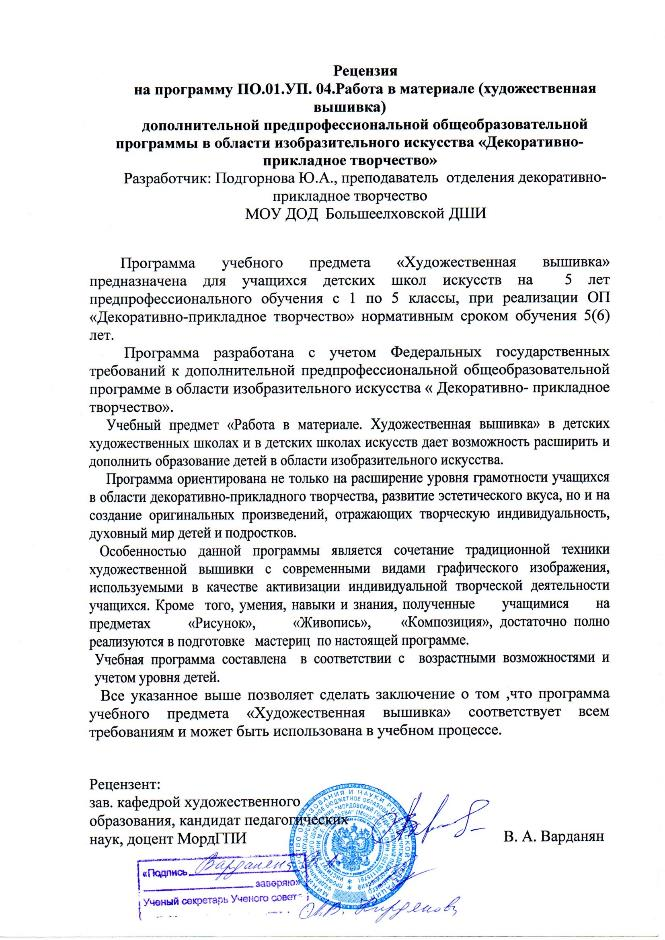 Рецензия
на программу ПО.01.УП. 04.Работа в материале (художественная
вышивка)
дополнительной предпрофессиональной общеобразовательной
программы в области изобразительного искусства «Декоративно-
прикладное творчество»
Разработчик: Подгорнова Ю.А., преподаватель отделения декоративно-
прикладное творчество
МОУ ДОД Большеелховской ДШИ
Программа учебного предмета «Художественная вышивка»
предназначена для учащихся детских школ искусств на 5 лет
предпрофессионального обучения с 1 по 5 классы, при реализации ОП
«Декоративно-прикладное творчество» нормативным сроком обучения 5(6)
лет.
Программа разработана с учетом Федеральных государственных
требований к дополнительной предпрофессиональной общеобразовательной
программе в области изобразительного искусства « Декоративно- прикладное
творчество».
Учебный предмет «Работа в материале. Художественная вышивка» в детских
художественных школах и в детских школах искусств дает возможность расширить и
дополнить образование детей в области изобразительного искусства.
Программа ориентирована не только на расширение уровня грамотности учащихся
в области декоративно-прикладного творчества, развитие эстетического вкуса, но и на
создание оригинальных произведений, отражающих творческую индивидуальность,
духовный мир детей и подростков.
Особенностью данной программы является сочетание традиционной техники
художественной вышивки с современными видами графического изображения,
используемыми в качестве активизации индивидуальной творческой деятельности
учащихся. Кроме того, умения, навыки и знания, полученные учащимися на
предметах «Рисунок», «Живопись», «Композиция», достаточно полно
реализуются в подготовке мастериц по настоящей программе.
Учебная программа составлена в соответствии с возрастными возможностями и
учетом уровня детей.
Все указанное выше позволяет сделать заключение о том ,что программа
учебного предмета «Художественная вышивка» соответствует всем
требованиям и может быть использована в учебном процессе.
Рецензент:
зав. кафедрой художественного
образования, кандидат педагогических
наук, доцент МордГПИ В. А. Варданян
«Подпись
заверяю»
Ученый секретарь Ученого совет